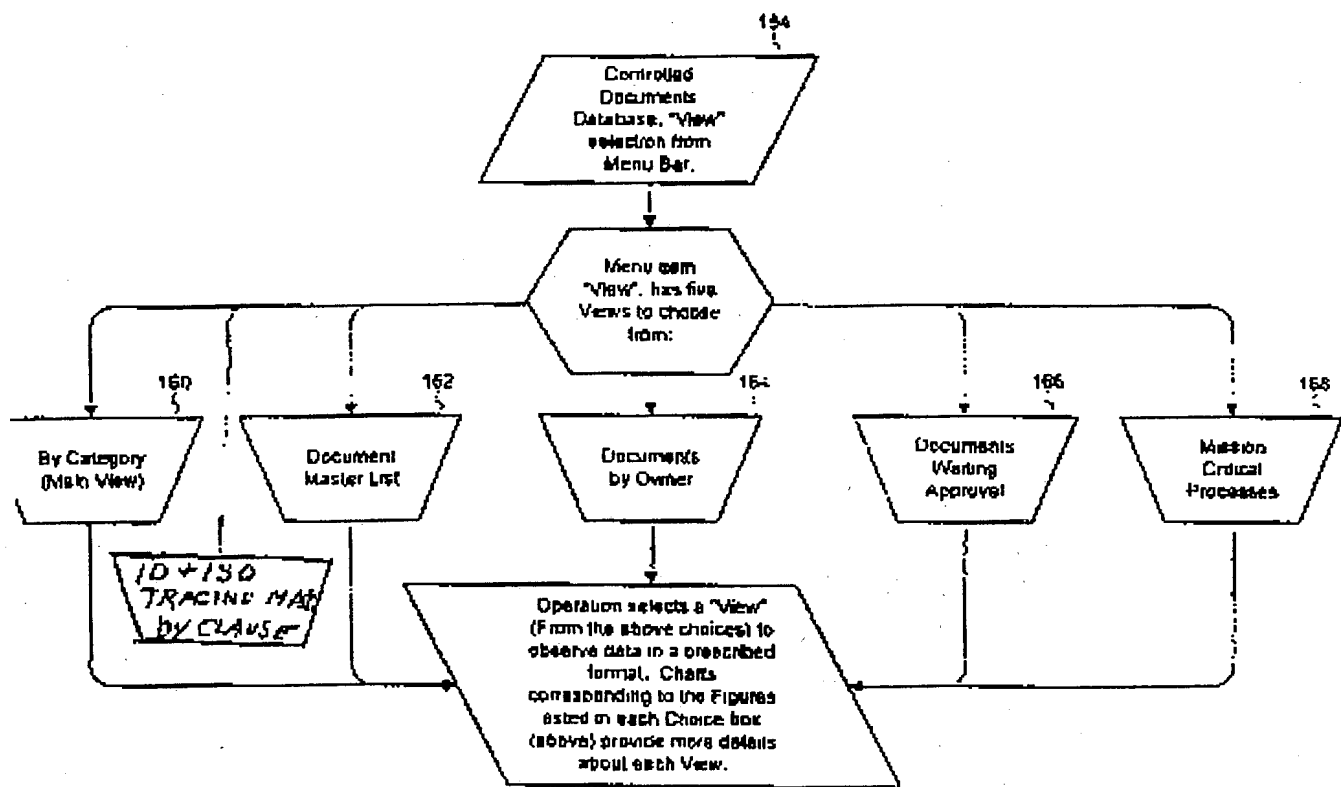 154
Controlled
Documents
Database, "View"
selection from
Menu Bar.
Menu item
"View", has five
Views to choose
from:
160
162
166
168
By Category
(Main View)
Document
Master List
Documents
by Owner
Documents
Waiting
Approval
Mission
Critical
Processes
ID + ISO
TRACING
by CLAUSE
Operation selects a "View"
(From the above choices) to
observe data in a prescribed
format. Charts
corresponding to the Figures
listed in each Choice box
(above) provide more details
about each View.